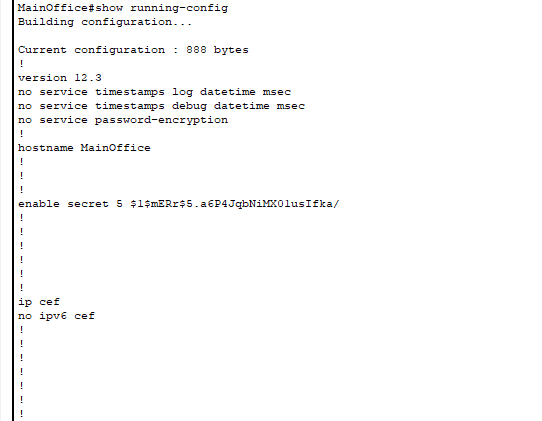 MainOffice#show running-config
Building configuration...
Current configuration : 888 bytes
!
version 12.3
no service timestamps log datetime msec
no service timestamps debug datetime msec
no service password-encryption
!
hostname MainOffice
!
!
!
enable secret 5 $1$mERr$5.a6P4JqbNiMX01usIfka/
!
!
!
!
!
!
ip cef
no ipv6 cef
!
!
!
!
!
!
!